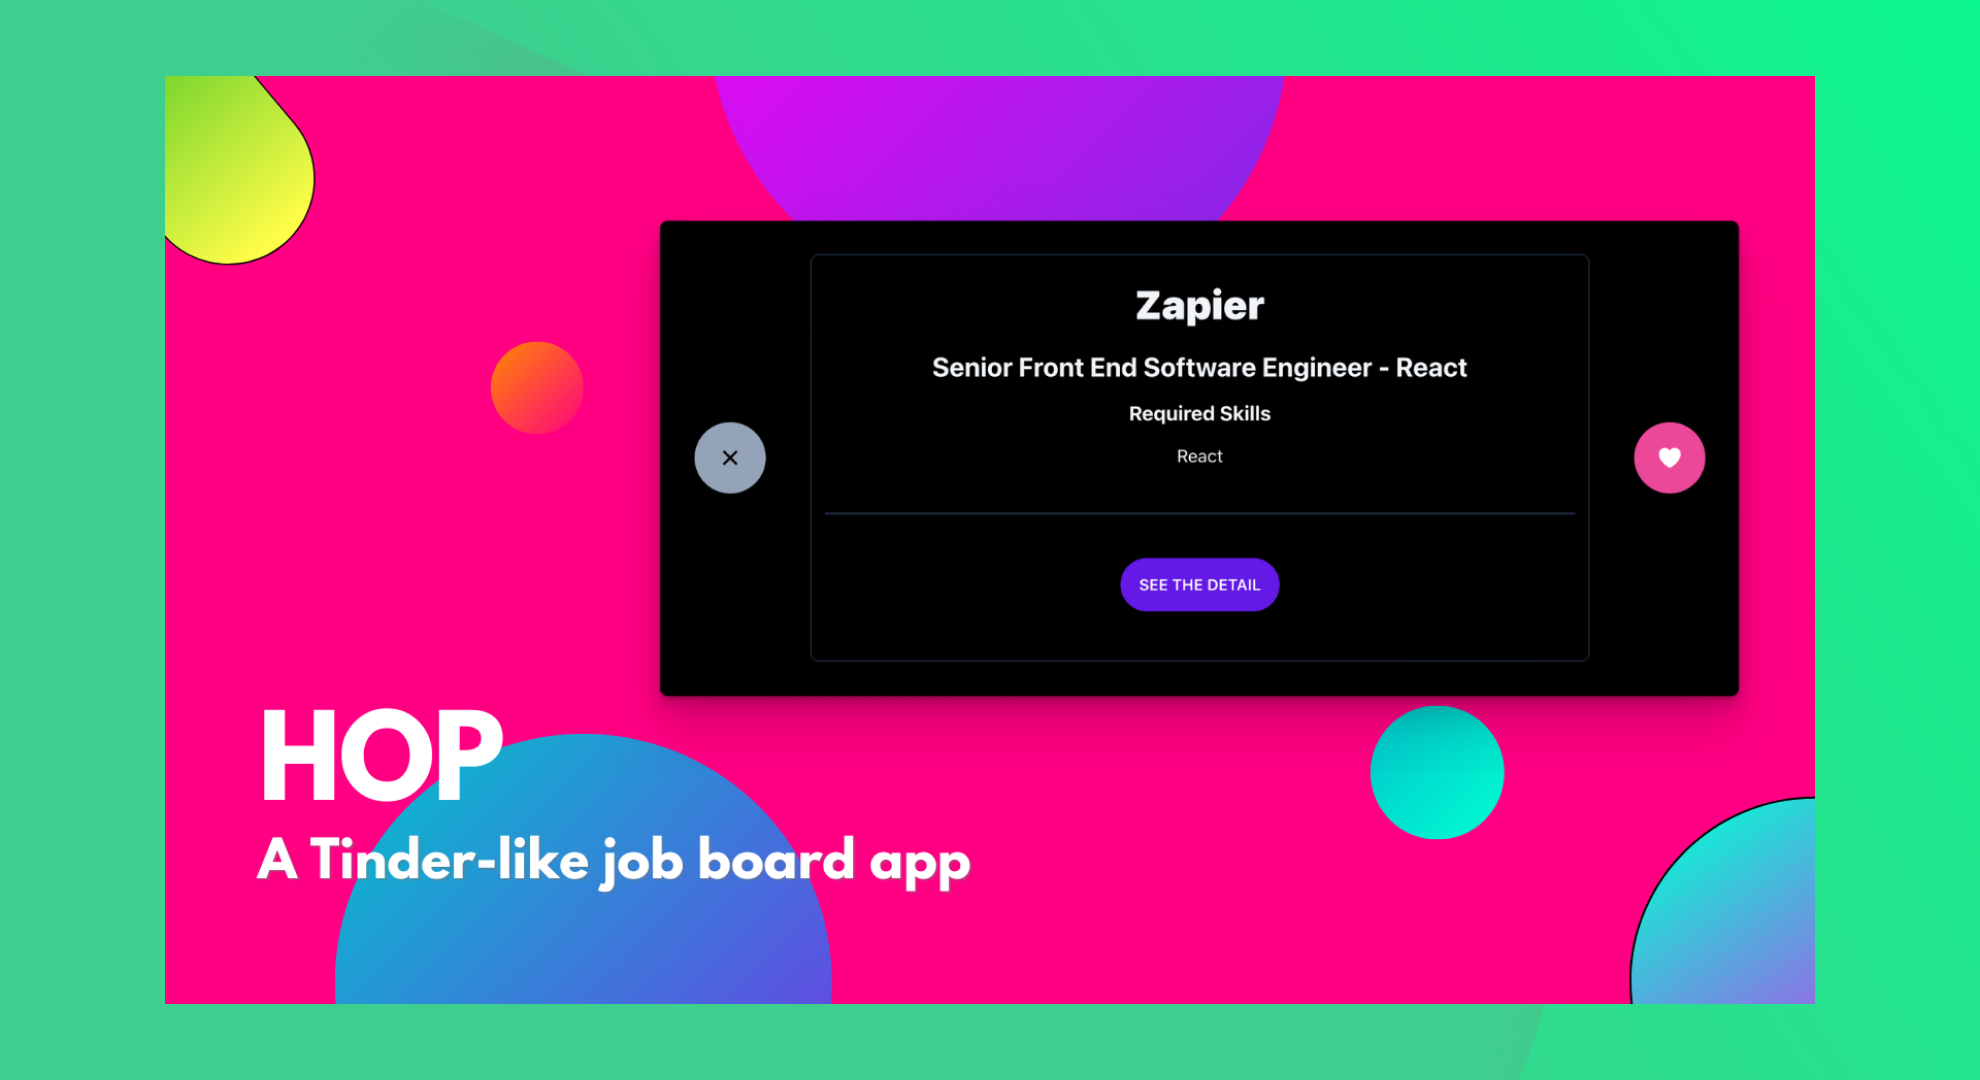 Zapier
Senior Front End Software Engineer - React
Required Skills
React
SEE THE DETAIL
HOP
A Tinder-like job board app